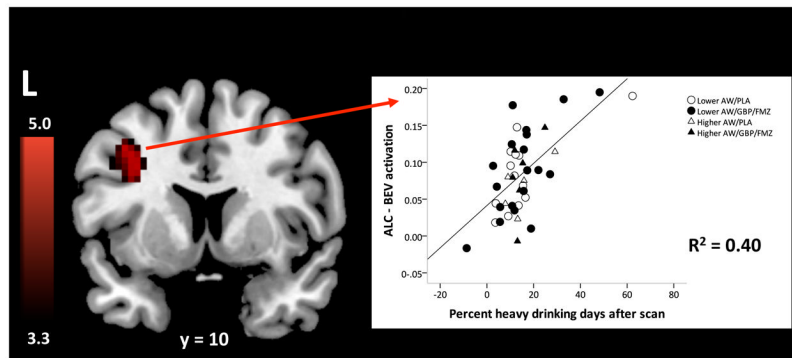 L
5.0
3.3
y = 10
ALC - BEV activation
0.20
0.15
0.10
0.05
0.00
0-.05
-20 0 20 40 60 80
Percent heavy drinking days after scan
Lower AW/PLA
Lower AW/GBP/FMZ
Higher AW/PLA
Higher AW/GBP/FMZ
R² = 0.40